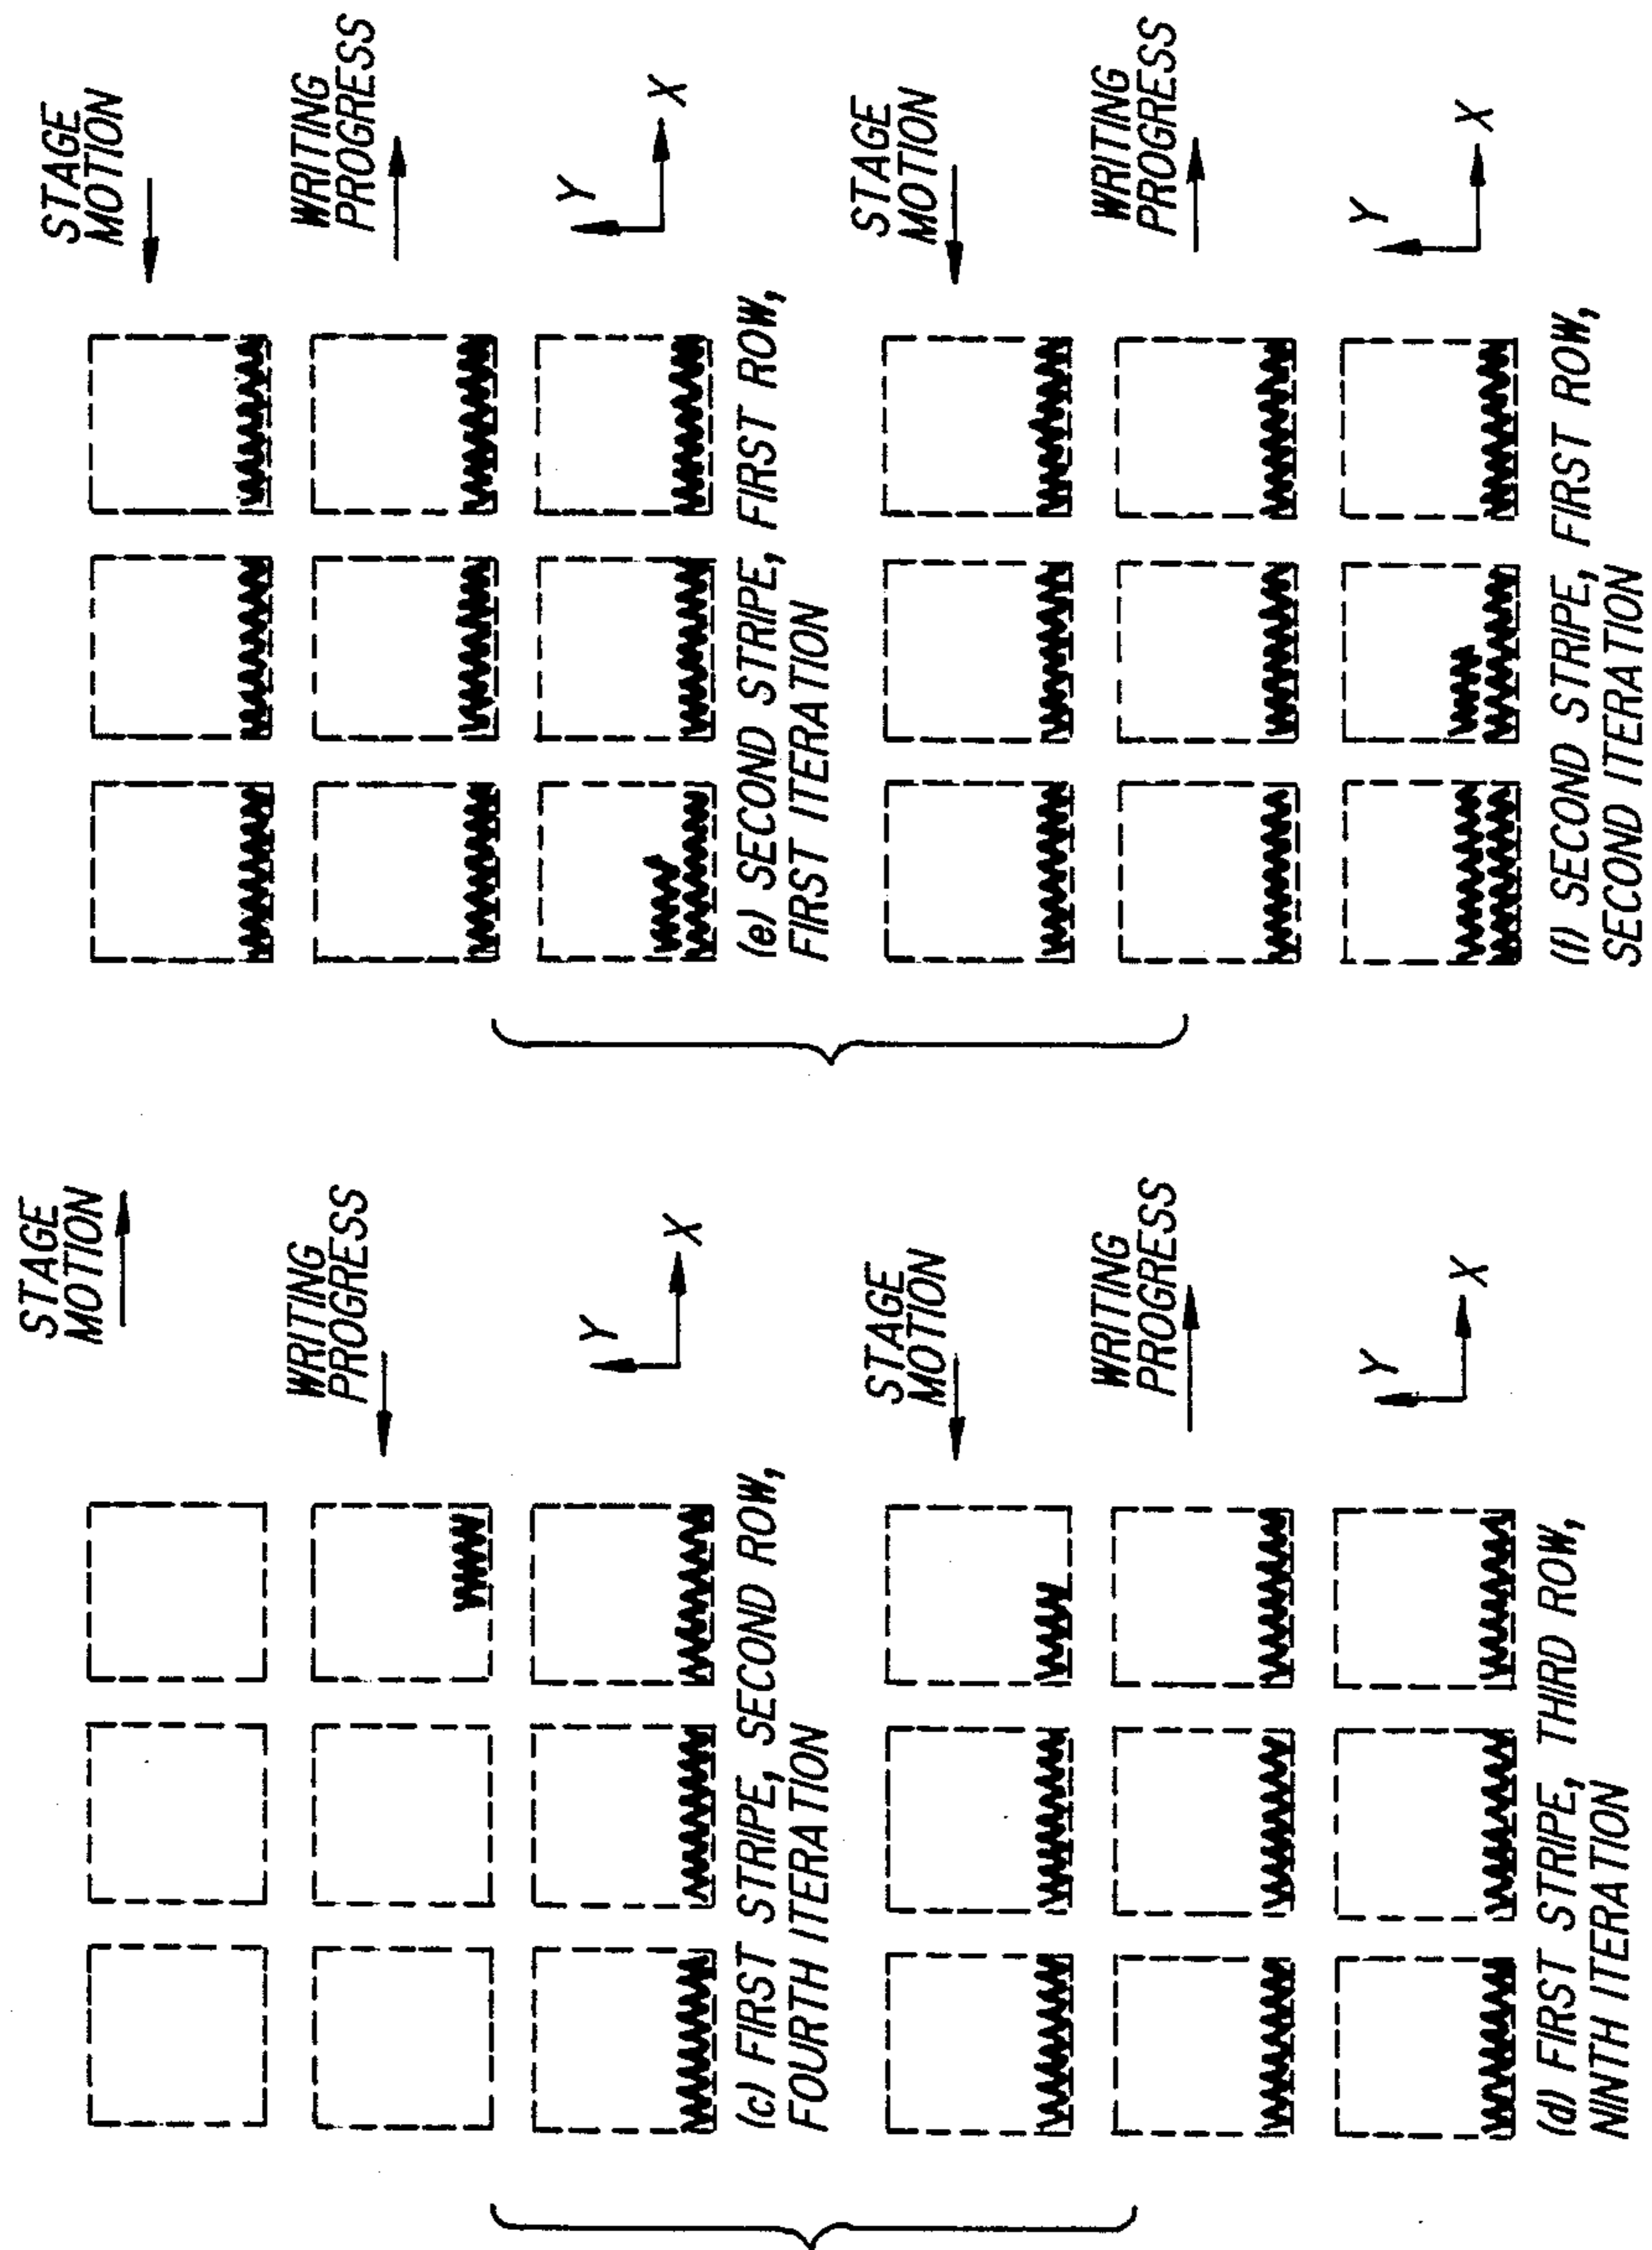 STAGE
MOTION
WRITING
PROGRESS
Y
X
(c) FIRST STRIPE, SECOND ROW,
FOURTH ITERATION
STAGE
MOTION
WRITING
PROGRESS
Y
X
(d) FIRST STRIPE, THIRD ROW,
NINTH ITERATION
STAGE
MOTION
WRITING
PROGRESS
Y
X
(e) SECOND STRIPE, FIRST ROW,
FIRST ITERATION
STAGE
MOTION
WRITING
PROGRESS
Y
X
(f) SECOND STRIPE, FIRST ROW,
SECOND ITERATION